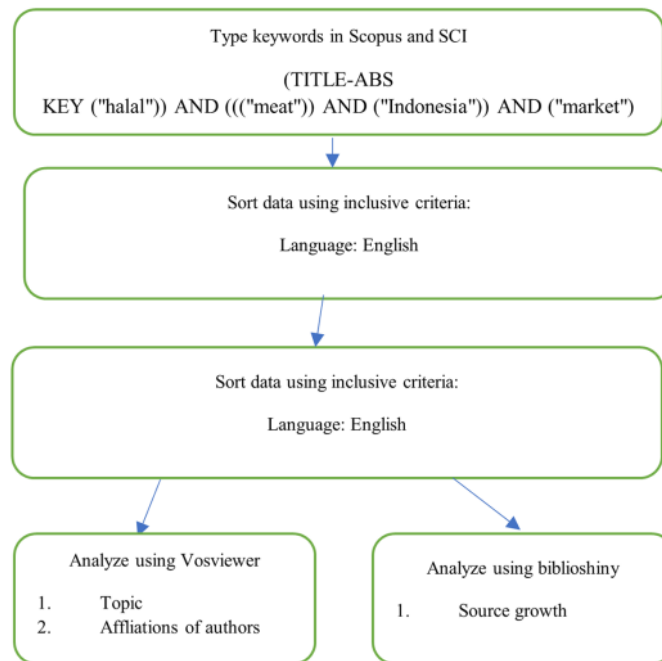 Type keywords in Scopus and SCI
(TITLE-ABS
KEY ("halal")) AND ((("meat")) AND ("Indonesia")) AND ("market")
Sort data using inclusive criteria:
Language: English
Sort data using inclusive criteria:
Language: English
Analyze using Vosviewer
1. Topic
2. Affliations of authors
Analyze using biblioshiny
1. Source growth